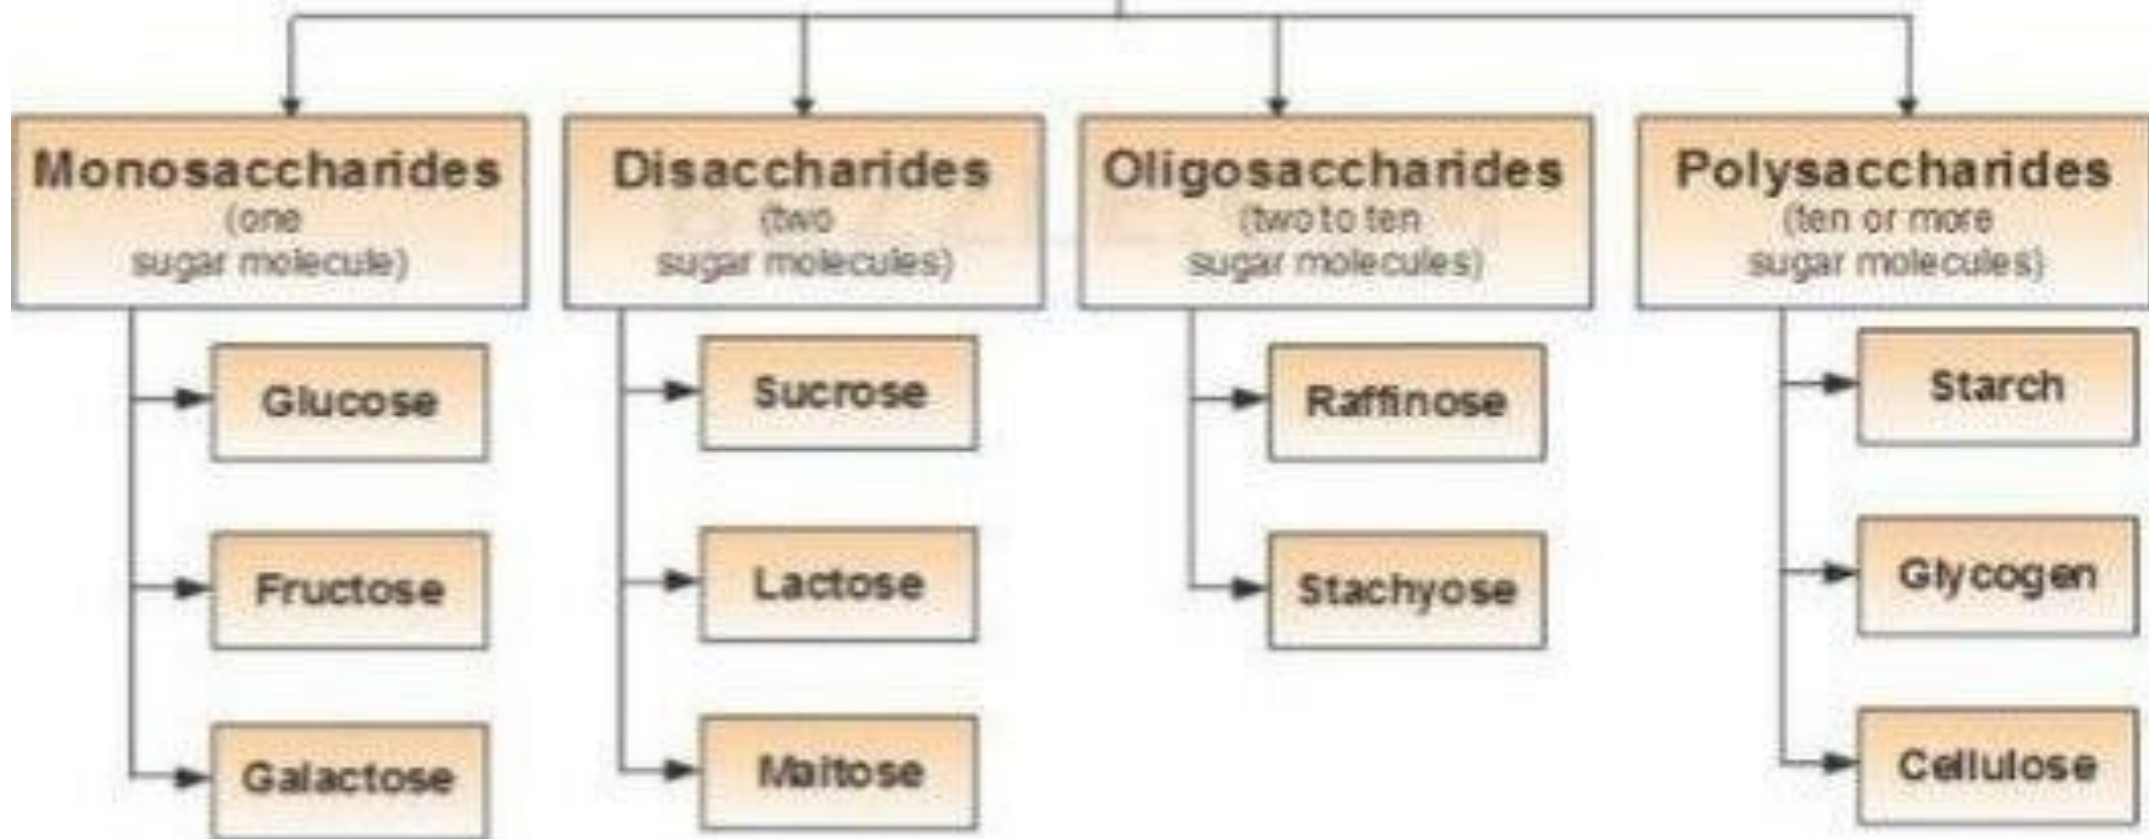 Monosaccharides
(one
sugar molecule)
Glucose
Fructose
Galactose
Disaccharides
(two
sugar molecules)
Sucrose
Lactose
Maltose
Oligosaccharides
(two to ten
sugar molecules)
Raffinose
Stachyose
Polysaccharides
(ten or more
sugar molecules)
Starch
Glycogen
Cellulose